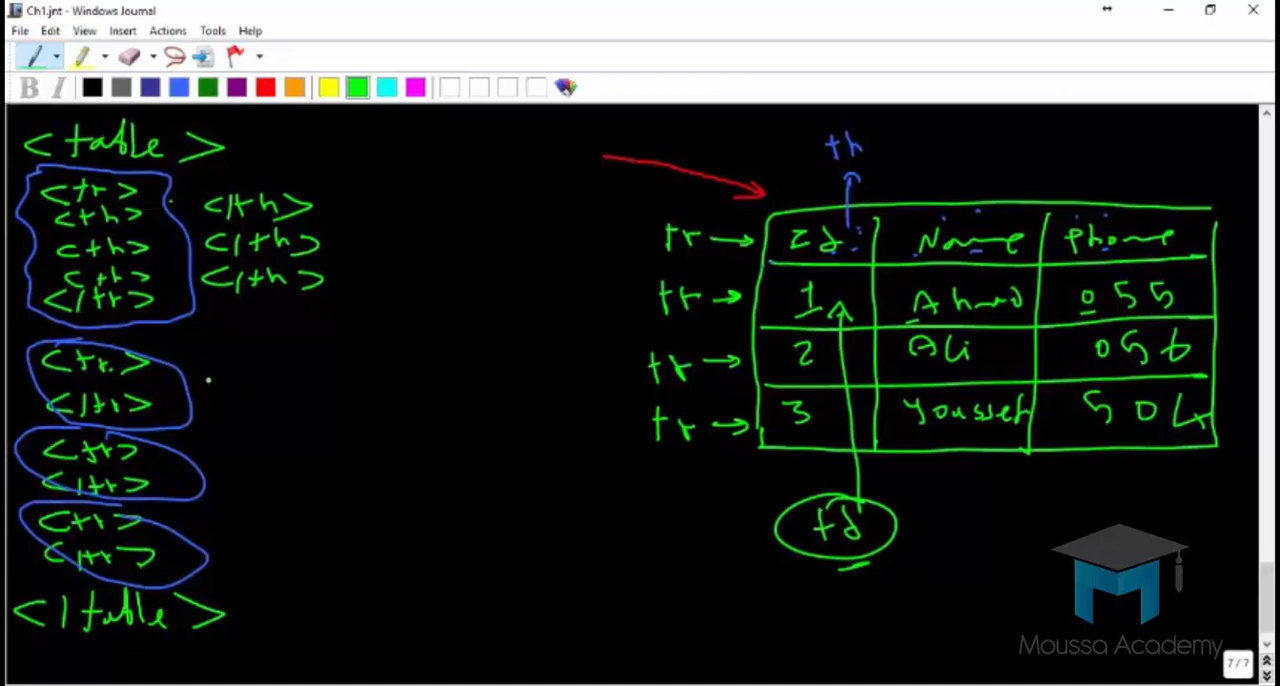 Ch1.jnt - Windows Journal
File Edit View Insert Actions Tools Help
B I
<table>
<tr>
<th> </th>
<th> </th>
<th> </th>
</tr>
<tr>
</tr>
<tr>
</tr>
<tr>
</tr>
</table>
th
tr Id Name Phone
tr 1 Ahmad 055
tr 2 Ali 056
tr 3 Youssef 504
td
M
Moussa Academy
7/7